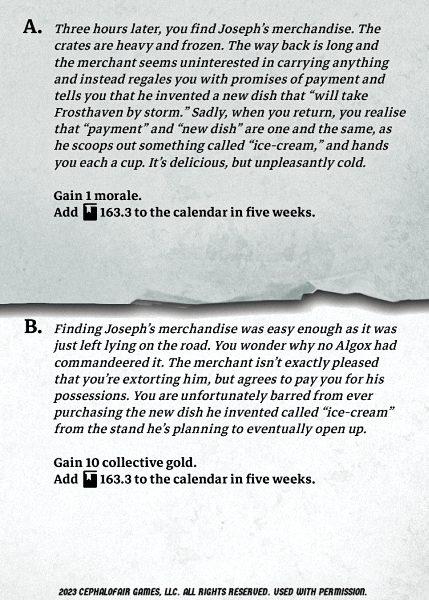 A. Three hours later, you find Joseph's merchandise. The
crates are heavy and frozen. The way back is long and
the merchant seems uninterested in carrying anything
and instead regales you with promises of payment and
tells you that he invented a new dish that “will take
Frosthaven by storm.” Sadly, when you return, you realise
that “payment” and “new dish” are one and the same, as
he scoops out something called “ice-cream,” and hands
you each a cup. It's delicious, but unpleasantly cold.
Gain 1 morale.
Add 163.3 to the calendar in five weeks.
B. Finding Joseph's merchandise was easy enough as it was
just left lying on the road. You wonder why no Algox had
commandeered it. The merchant isn't exactly pleased
that you're extorting him, but agrees to pay you for his
possessions. You are unfortunately barred from ever
purchasing the new dish he invented called “ice-cream”
from the stand he's planning to eventually open up.
Gain 10 collective gold.
Add 163.3 to the calendar in five weeks.
2023 CEPHALOFAIR GAMES, LLC. ALL RIGHTS RESERVED. USED WITH PERMISSION.